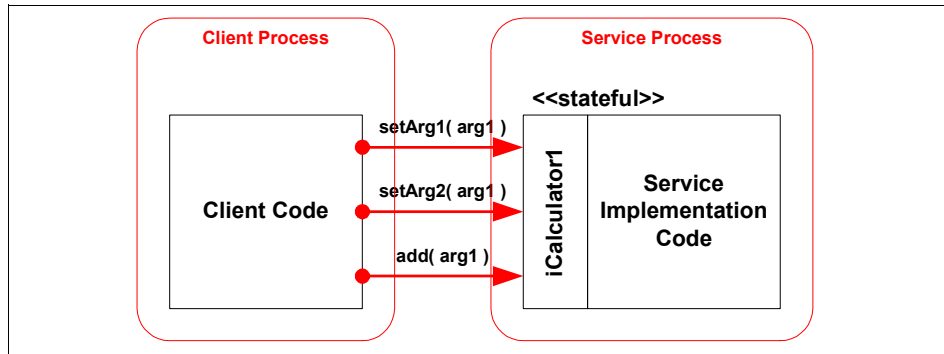 Client Process
Service Process
<<stateful>>
setArg1( arg1 )
setArg2( arg1 )
add( arg1 )
Client Code
iCalculator1
Service
Implementation
Code